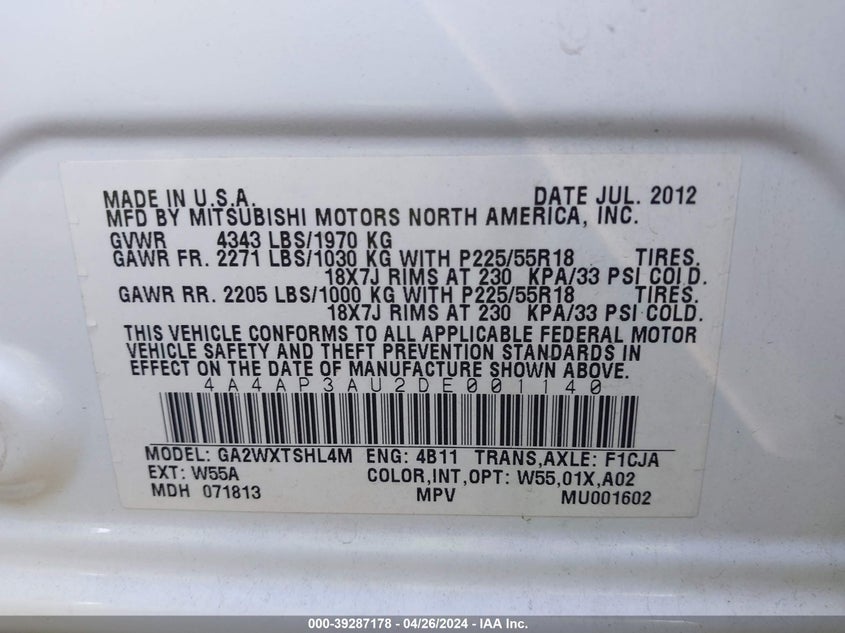 MADE IN U.S.A. DATE JUL. 2012
MFD BY MITSUBISHI MOTORS NORTH AMERICA, INC.
GVWR 4343 LBS/1970 KG
GAWR FR. 2271 LBS/1030 KG WITH P225/55R18 TIRES.
18X7J RIMS AT 230 KPA/33 PSI COLD.
GAWR RR. 2205 LBS/1000 KG WITH P225/55R18 TIRES.
18X7J RIMS AT 230 KPA/33 PSI COLD.
THIS VEHICLE CONFORMS TO ALL APPLICABLE FEDERAL MOTOR
VEHICLE SAFETY AND THEFT PREVENTION STANDARDS IN
EFFECT ON THE DATE OF MANUFACTURE SHOWN ABOVE.
4A4AP3AU2DE001140
MODEL: GA2WXTSHL4M ENG: 4B11 TRANS,AXLE: F1CJA
EXT: W55A COLOR,INT,OPT: W55,01X,A02
MDH 071813 MPV MU001602
000-39287178 - 04/26/2024 - IAA Inc.